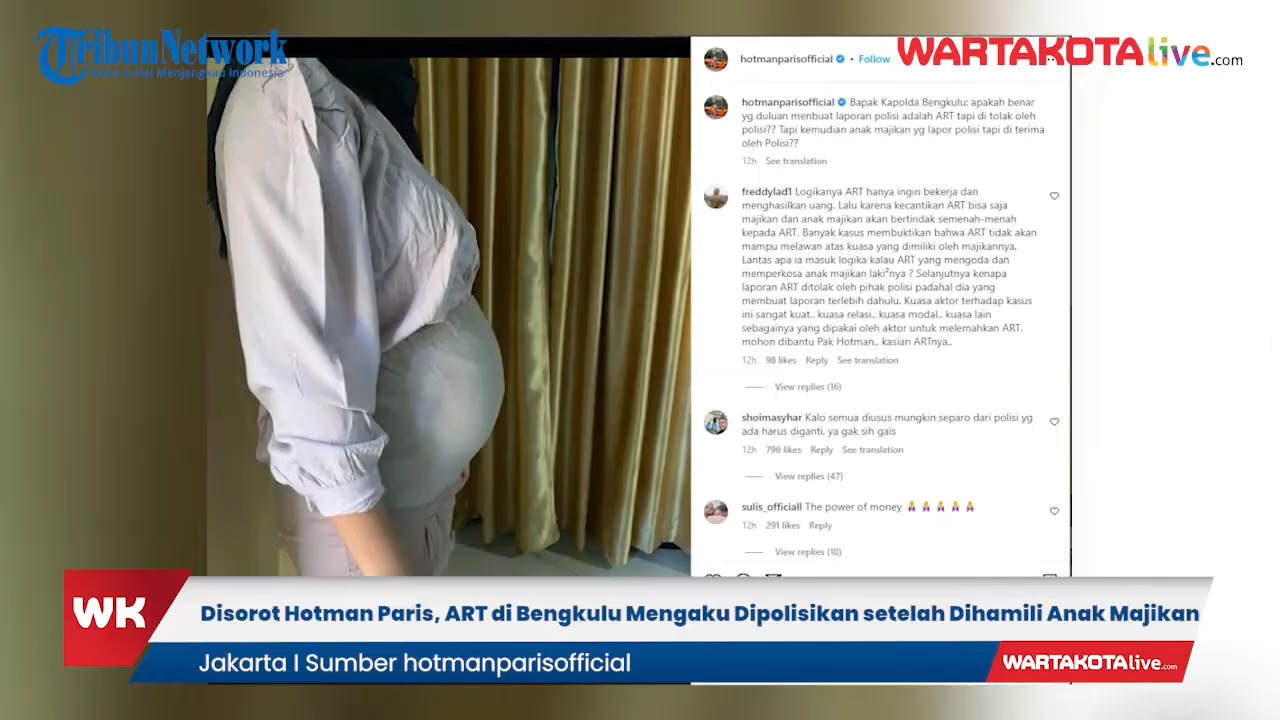 TribunNetwork
Mata Lokal Menjangkau Indonesia
WARTAKOTAlive.com
hotmanparisofficial • Follow
hotmanparisofficial Bapak Kapolda Bengkulu: apakah benar
yg duluan menbuat laporan polisi adalah ART tapi di tolak oleh
polisi?? Tapi kemudian anak majikan yg lapor polisi tapi di terima
oleh Polisi??
12h See translation
freddylad1 Logikanya ART hanya ingin bekerja dan
menghasilkan uang. Lalu karena kecantikan ART bisa saja
majikan dan anak majikan akan bertindak semenah-menah
kepada ART. Banyak kasus membuktikan bahwa ART tidak akan
mampu melawan atas kuasa yang dimiliki oleh majikannya.
Lantas apa ia masuk logika kalau ART yang mengoda dan
memperkosa anak majikan laki²nya ? Selanjutnya kenapa
laporan ART ditolak oleh pihak polisi padahal dia yang
membuat laporan terlebih dahulu. Kuasa aktor terhadap kasus
ini sangat kuat.. kuasa relasi.. kuasa modal.. kuasa lain
sebagainya yang dipakai oleh aktor untuk melemahkan ART.
mohon dibantu Pak Hotman.. kasian ARTnya..
12h 98 likes Reply See translation
View replies (16)
shoimasyhar Kalo semua diusus mungkin separo dari polisi yg
ada harus diganti, ya gak sih gais
12h 796 likes Reply See translation
View replies (47)
sulis_officiall The power of money
12h 291 likes Reply
View replies (10)
WK
Disorot Hotman Paris, ART di Bengkulu Mengaku Dipolisikan setelah Dihamili Anak Majikan
Jakarta I Sumber hotmanparisofficial
WARTAKOTAlive.com